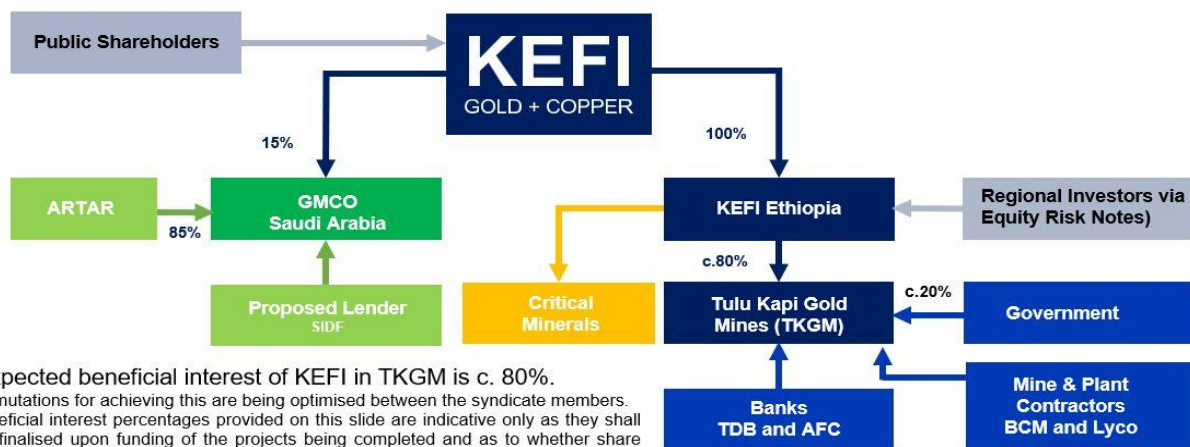 Public Shareholders
KEFI
GOLD + COPPER
15%
100%
ARTAR
85%
GMCO
Saudi Arabia
KEFI Ethiopia
Regional Investors via
Equity Risk Notes)
c.80%
Proposed Lender
SIDF
Critical
Minerals
Tulu Kapi Gold
Mines (TKGM)
c.20%
Government
Banks
TDB and AFC
Mine & Plant
Contractors
BCM and Lyco
pected beneficial interest of KEFI in TKGM is c. 80%.
mutations for achieving this are being optimised between the syndicate members.
eficial interest percentages provided on this slide are indicative only as they shall
finalised upon funding of the projects being completed and as to whether share